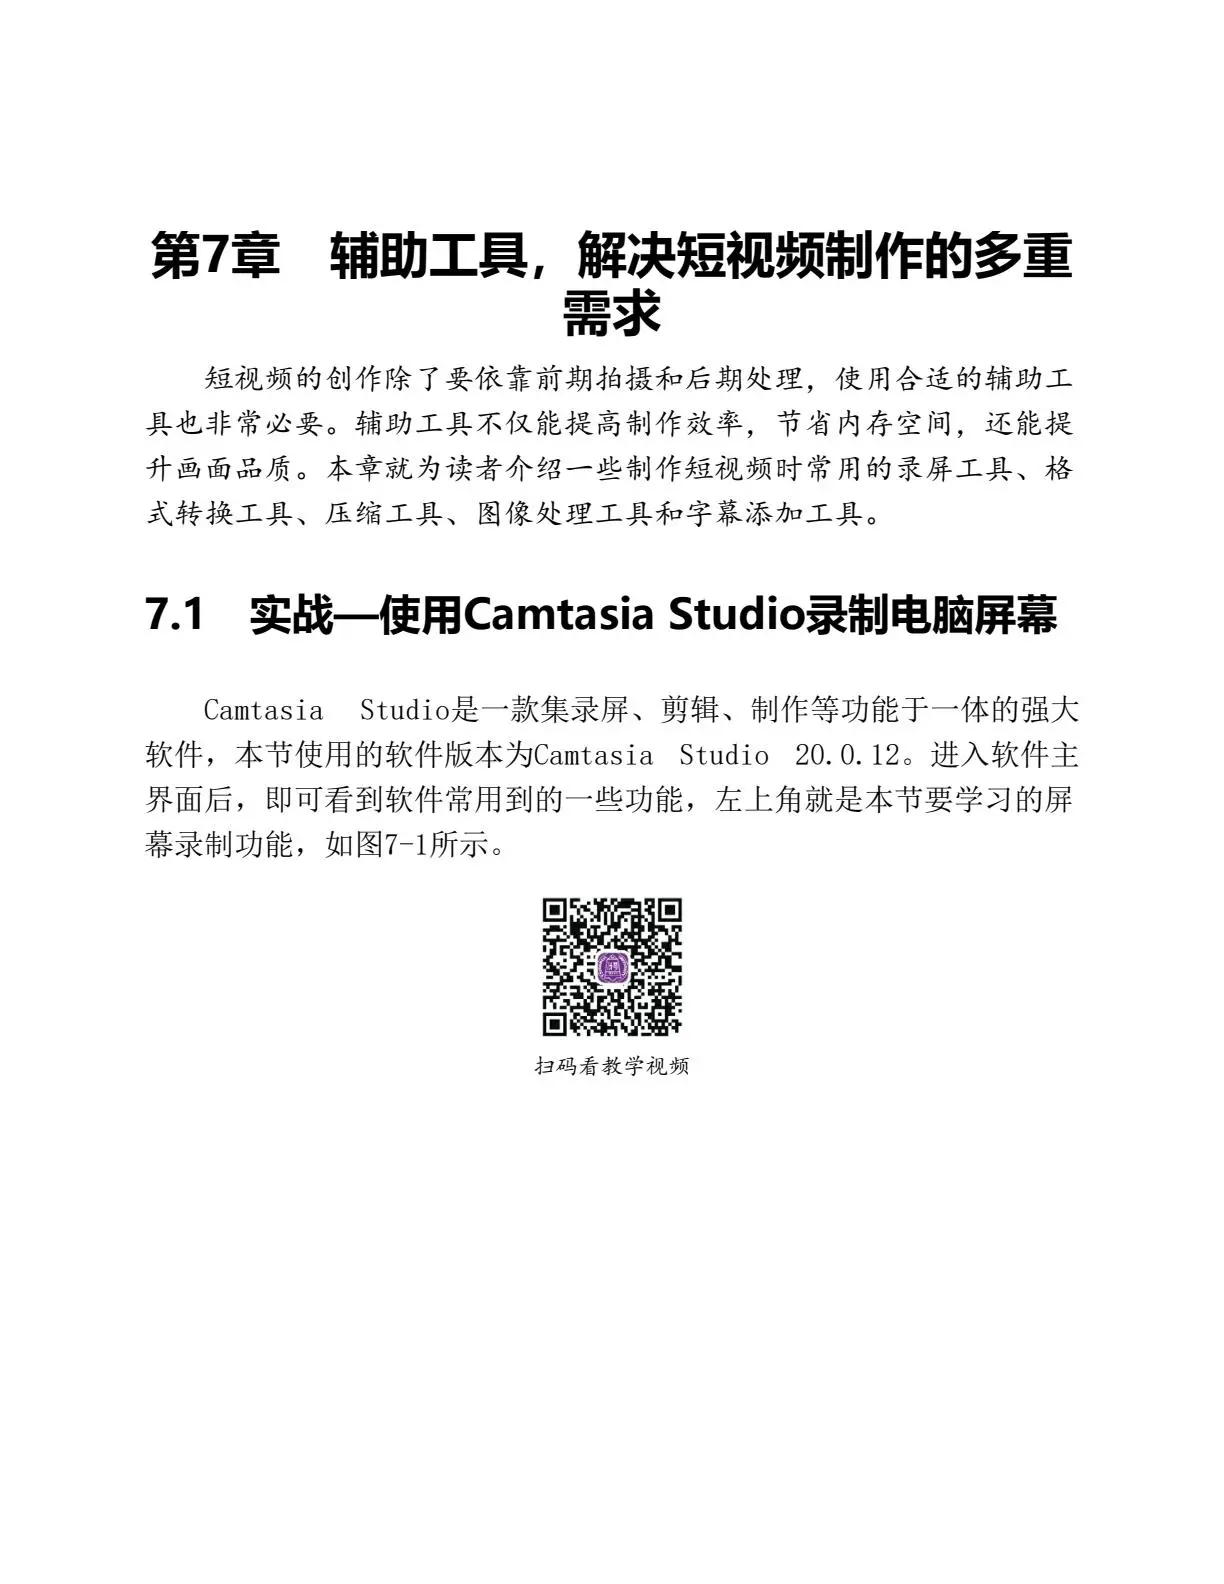 第7章　辅助工具，解决短视频制作的多重
需求
短视频的创作除了要依靠前期拍摄和后期处理，使用合适的辅助工
具也非常必要。辅助工具不仅能提高制作效率，节省内存空间，还能提
升画面品质。本章就为读者介绍一些制作短视频时常用的录屏工具、格
式转换工具、压缩工具、图像处理工具和字幕添加工具。
7.1　实战—使用Camtasia Studio录制电脑屏幕
Camtasia Studio是一款集录屏、剪辑、制作等功能于一体的强大
软件，本节使用的软件版本为Camtasia Studio 20.0.12。进入软件主
界面后，即可看到软件常用到的一些功能，左上角就是本节要学习的屏
幕录制功能，如图7-1所示。
扫码看教学视频